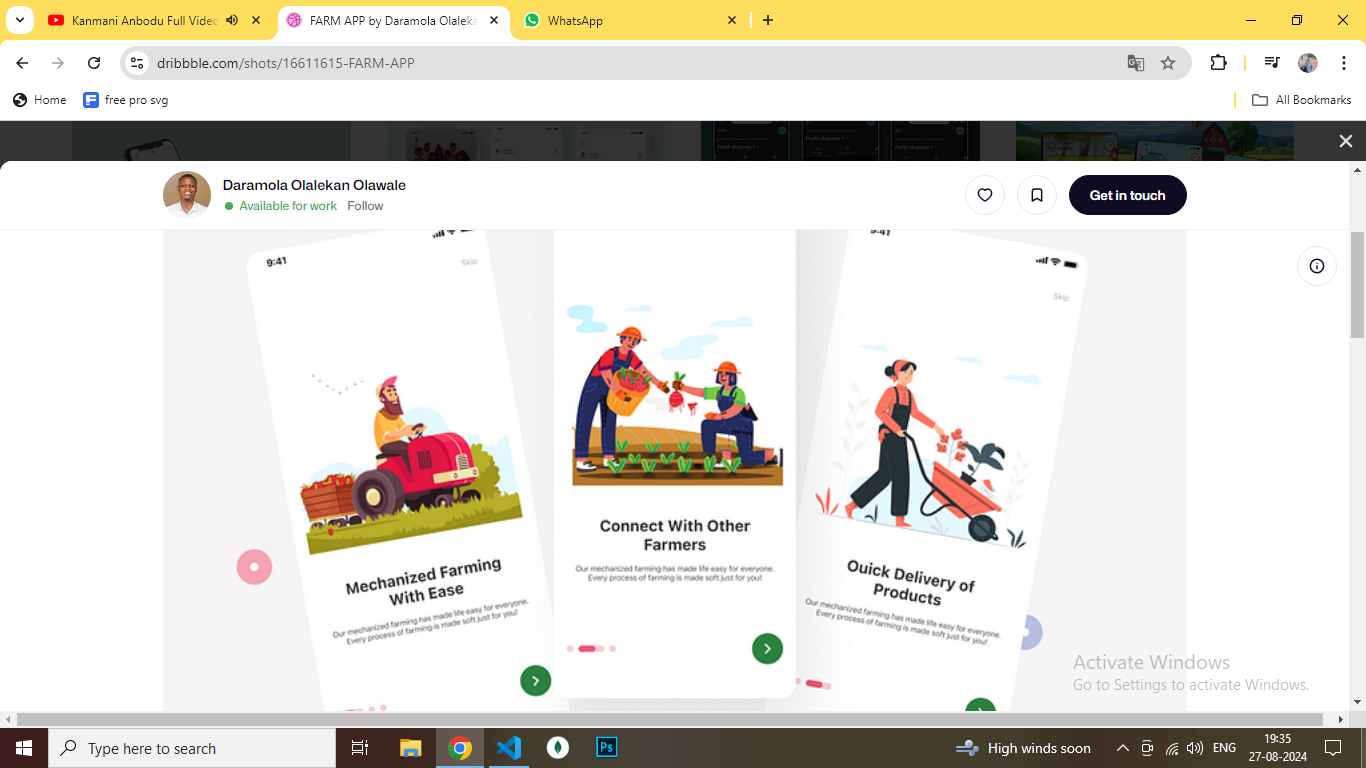 Kanmani Anbodu Full Video
FARM APP by Daramola Olaleka
WhatsApp
dribbble.com/shots/16611615-FARM-APP
Home
free pro svg
All Bookmarks
Daramola Olalekan Olawale
Available for work Follow
Get in touch
9:41
Skip
Mechanized Farming
With Ease
Our mechanized farming has made life easy for everyone.
Every process of farming is made soft just for you!
Connect With Other
Farmers
Our mechanized farming has made life easy for everyone.
Every process of farming is made soft just for you!
9:41
Skip
Ouick Delivery of
Products
Our mechanized farming has made life easy for everyone.
Every process of farming is made soft just for you!
Activate Windows
Go to Settings to activate Windows.
Type here to search
Ps
High winds soon
ENG
19:35
27-08-2024